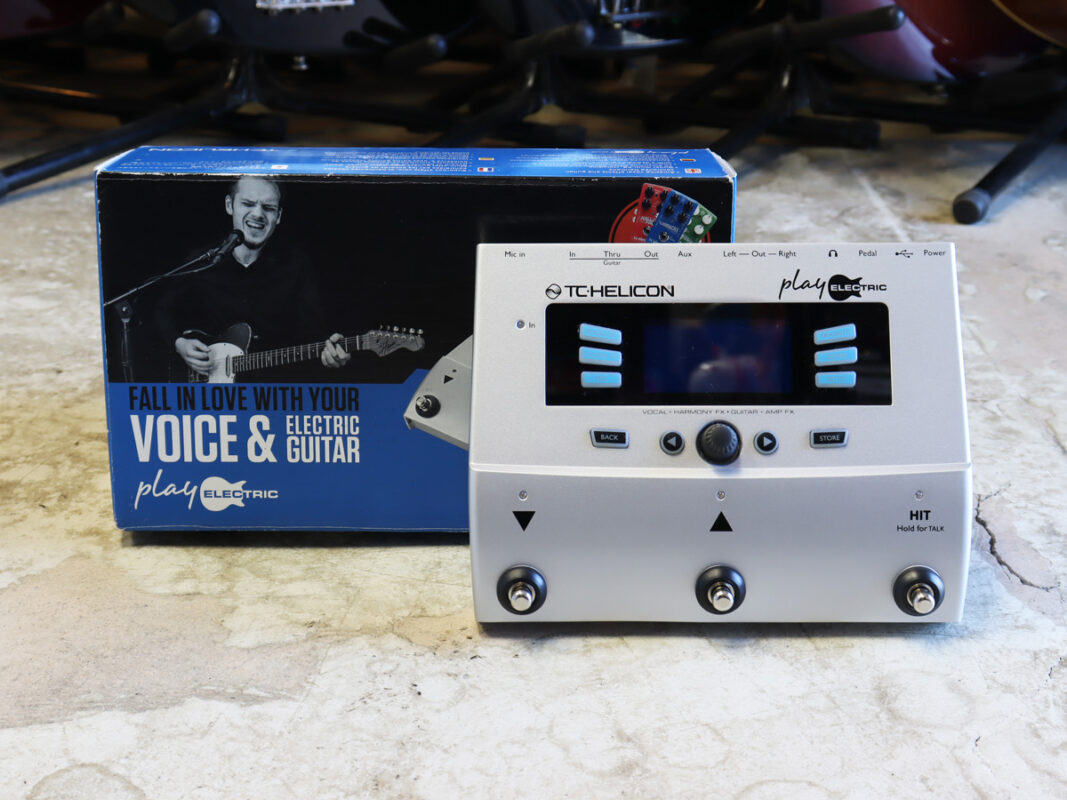 TC·HELICON
FALL IN LOVE WITH YOUR
VOICE & ELECTRIC GUITAR
play ELECTRIC
Mic in
In Thru Out Aux
Guitar
Left — Out — Right
Pedal
Power
TC·HELICON
play ELECTRIC
In
VOCAL • HARMONY FX • GUITAR • AMP FX
BACK
STORE
HIT
Hold for TALK